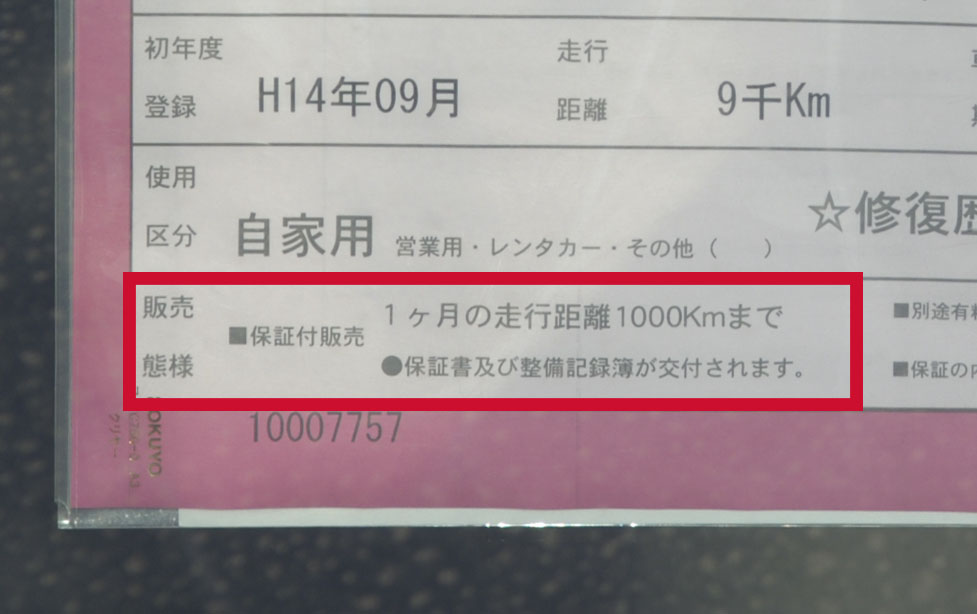 初年度
登録
H14年09月
走行
距離
9千Km
使用
区分
自家用 営業用・レンタカー・その他（　　）
☆修復歴
販売
態様
■保証付販売
1ヶ月の走行距離1000Kmまで
●保証書及び整備記録簿が交付されます。
■別途有料
■保証の内
10007757
KOKUYO